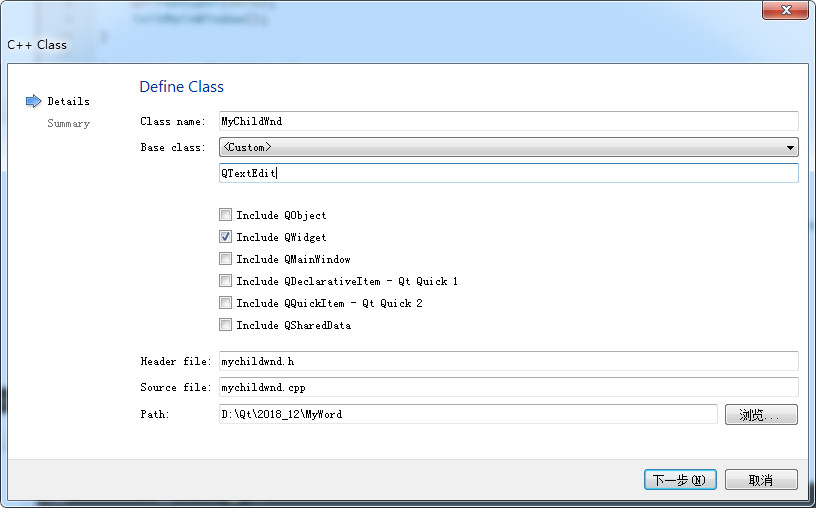 C++ Class
Define Class
Details
Summary
Class name: MyChildWnd
Base class: <Custom>
QTextEdit
Include QObject
Include QWidget
Include QMainWindow
Include QDeclarativeItem - Qt Quick 1
Include QQuickItem - Qt Quick 2
Include QSharedData
Header file: mychildwnd.h
Source file: mychildwnd.cpp
Path: D:\Qt\2018_12\MyWord 浏览...
下一步(N) 取消